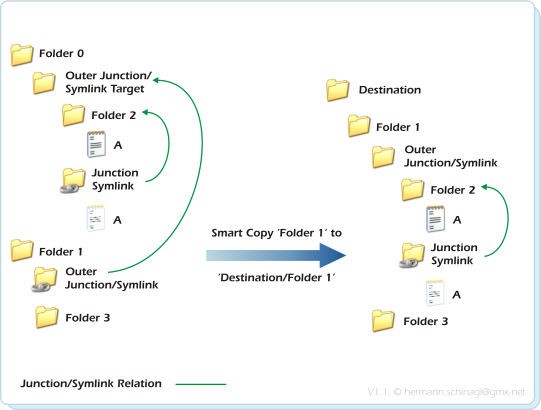 Folder 0
Outer Junction/
Symlink Target
Folder 2
A
Junction
Symlink
A
Folder 1
Outer
Junction/Symlink
Folder 3
Smart Copy 'Folder 1' to
'Destination/Folder 1'
Destination
Folder 1
Outer
Junction/Symlink
Folder 2
A
Junction
Symlink
A
Folder 3
Junction/Symlink Relation
V1.1, © hermann.schinagl@gmx.net